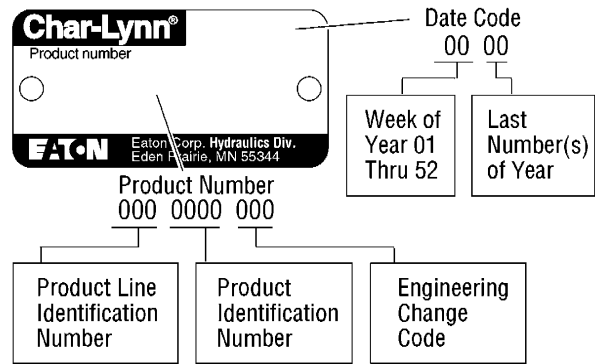 Char-Lynn®
Product number
EATON
Eaton Corp. Hydraulics Div.
Eden Prairie, MN 55344
Date Code
00 00
Week of
Year 01
Thru 52
Last
Number(s)
of Year
Product Number
000 0000 000
Product Line
Identification
Number
Product
Identification
Number
Engineering
Change
Code